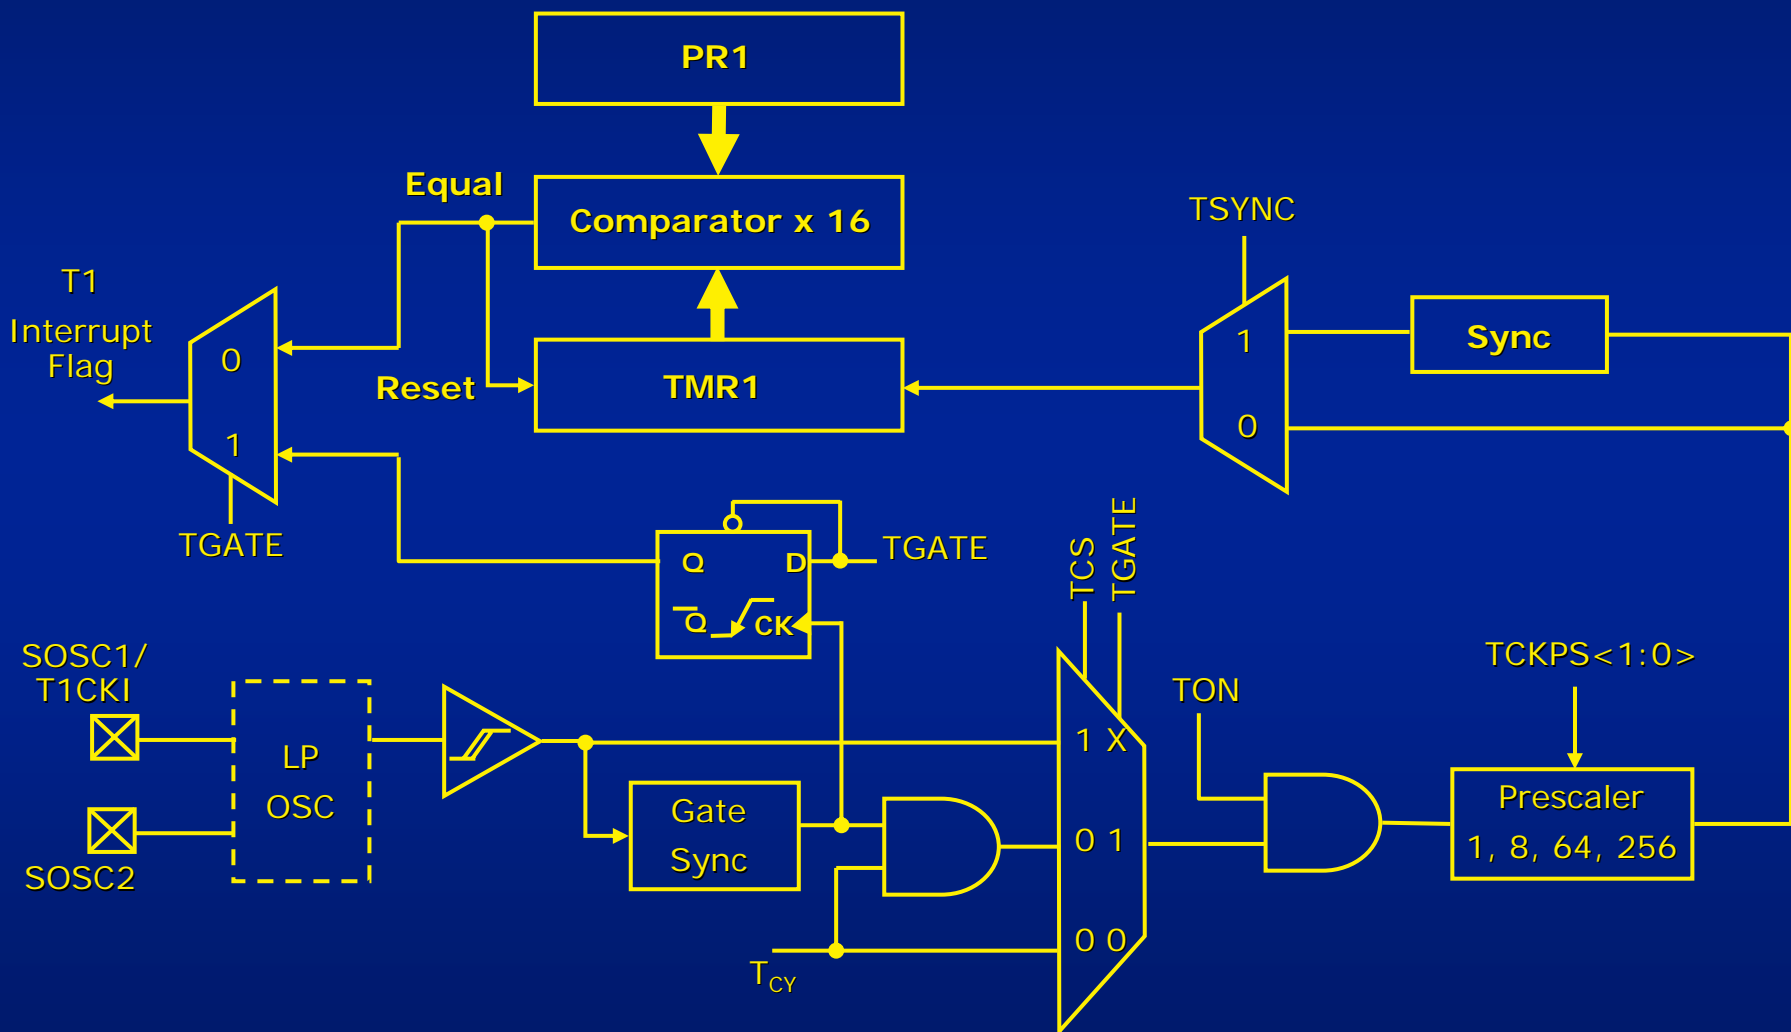 PR1
Equal
Comparator x 16
TSYNC
T1
Interrupt
Flag
0
1
TGATE
Reset
TMR1
1
0
Sync
Q
D
Q̅
CK
TGATE
TCS
TGATE
SOSC1/
T1CKI
SOSC2
LP
OSC
Gate
Sync
T_CY
1 X
0 1
0 0
TON
TCKPS<1:0>
Prescaler
1, 8, 64, 256